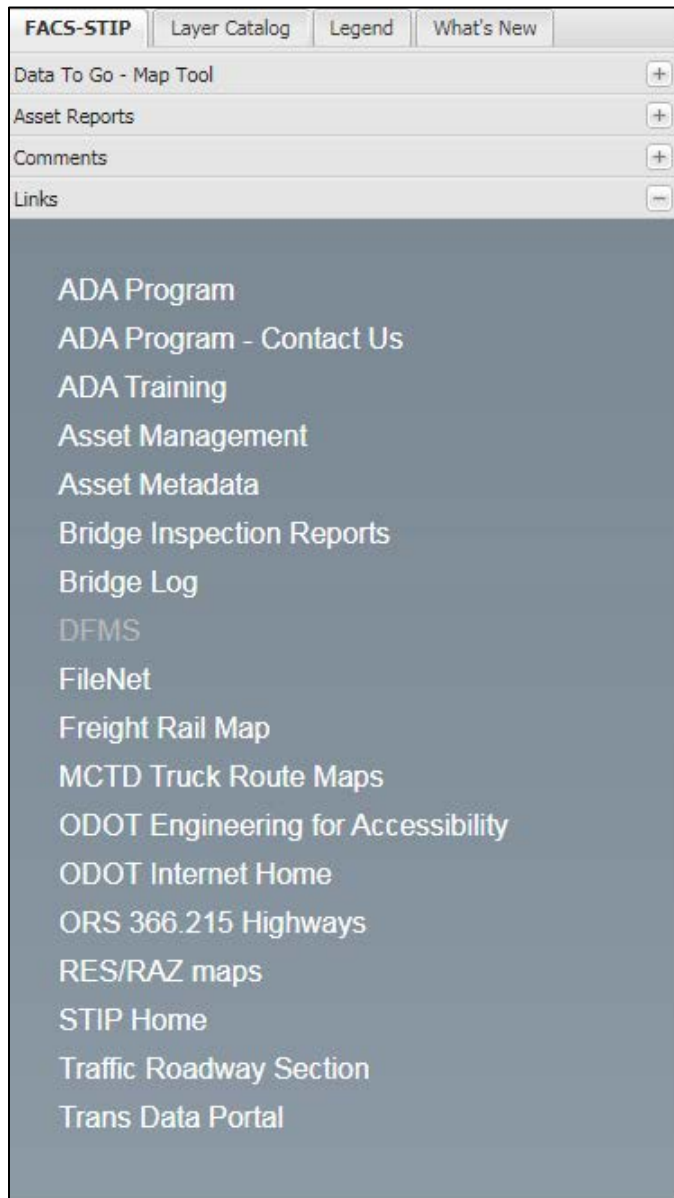 FACS-STIP Layer Catalog Legend What's New
Data To Go - Map Tool
Asset Reports
Comments
Links
ADA Program
ADA Program - Contact Us
ADA Training
Asset Management
Asset Metadata
Bridge Inspection Reports
Bridge Log
DFMS
FileNet
Freight Rail Map
MCTD Truck Route Maps
ODOT Engineering for Accessibility
ODOT Internet Home
ORS 366.215 Highways
RES/RAZ maps
STIP Home
Traffic Roadway Section
Trans Data Portal